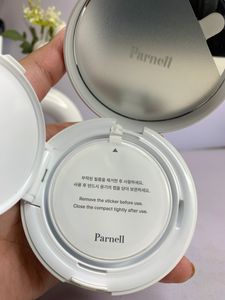 Parnell
부착된 필름을 제거한 후 사용하세요.
사용 후 반드시 용기의 캡을 닫아 보관하세요.
Remove the sticker before use.
Close the compact tightly after use.
Parnell